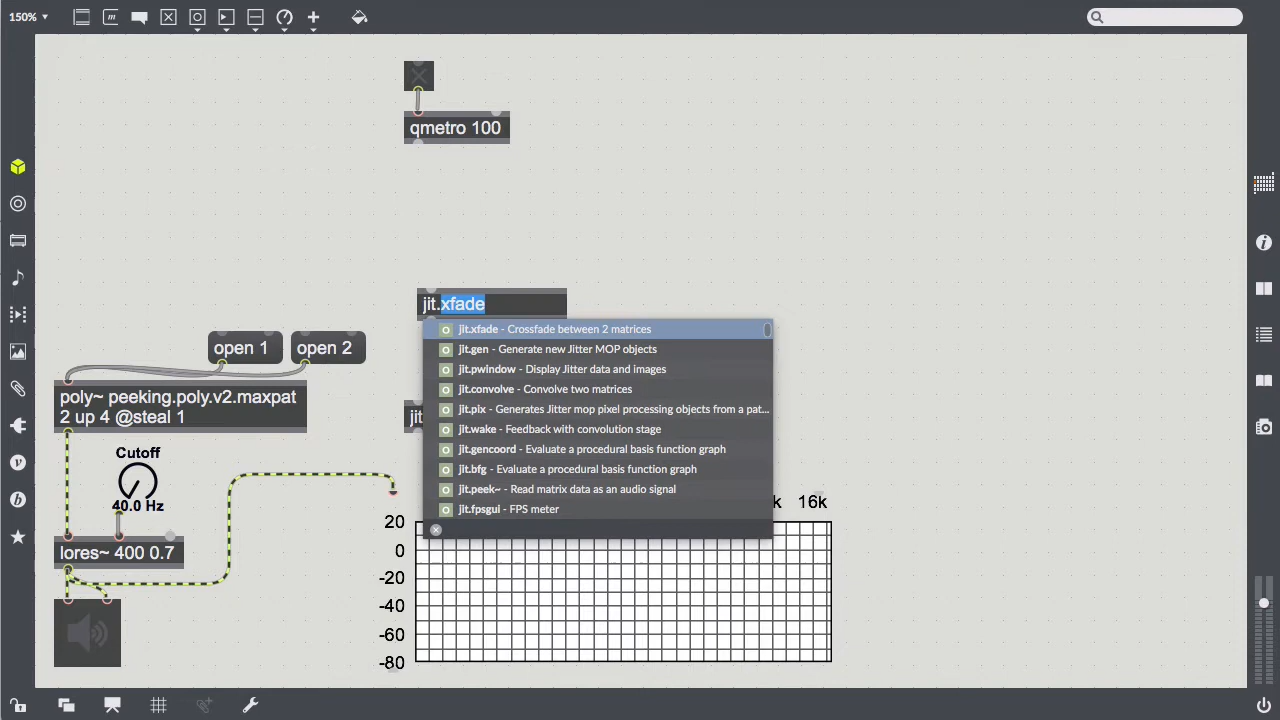 150%
qmetro 100
jit.xfade
jit.xfade - Crossfade between 2 matrices
jit.gen - Generate new Jitter MOP objects
jit.pwindow - Display Jitter data and images
jit.convolve - Convolve two matrices
jit.pix - Generates Jitter mop pixel processing objects from a pat...
jit.wake - Feedback with convolution stage
jit.gencoord - Evaluate a procedural basis function graph
jit.bfg - Evaluate a procedural basis function graph
jit.peek~ - Read matrix data as an audio signal
jit.fpsgui - FPS meter
open 1
open 2
poly~ peeking.poly.v2.maxpat
2 up 4 @steal 1
jit
Cutoff
40.0 Hz
lores~ 400 0.7
k 16k
20
0
-20
-40
-60
-80